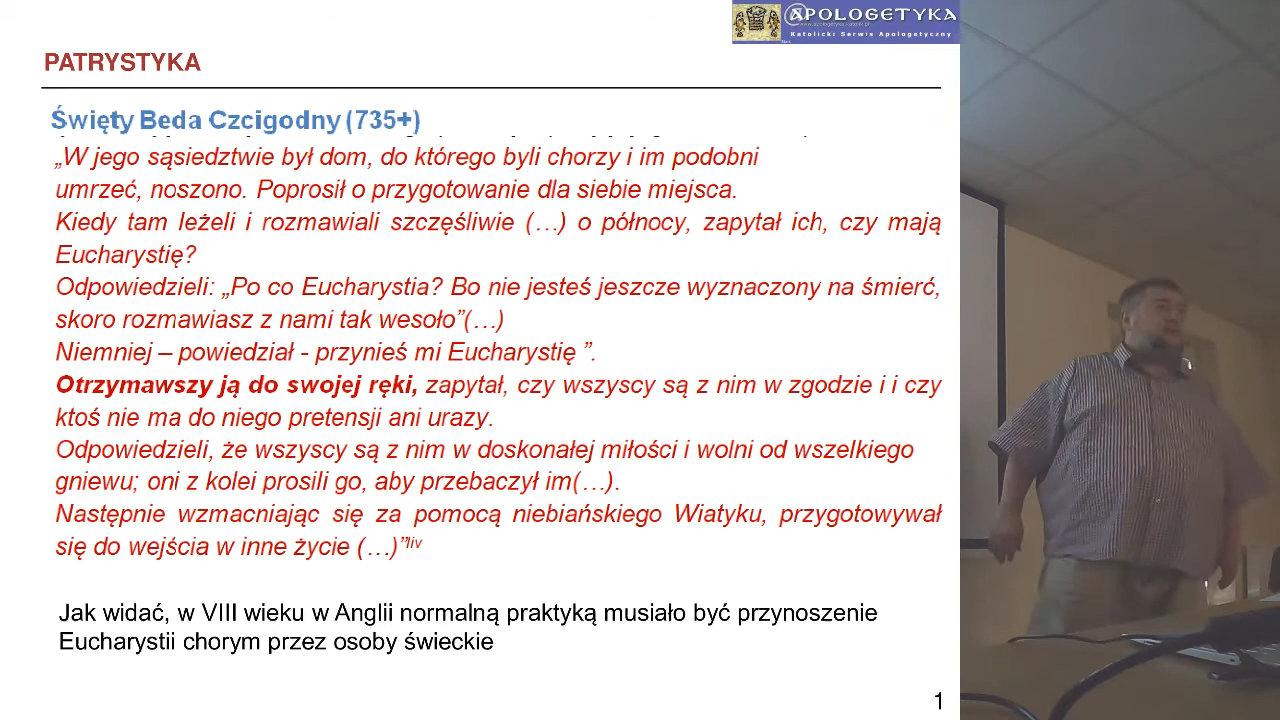 APOLOGETYKA
www.apologetyka.katolik.pl
Katolicki Serwis Apologetyczny
PATRYSTYKA
Święty Beda Czcigodny (735+)
„W jego sąsiedztwie był dom, do którego byli chorzy i im podobni
umrzeć, noszono. Poprosił o przygotowanie dla siebie miejsca.
Kiedy tam leżeli i rozmawiali szczęśliwie (…) o północy, zapytał ich, czy mają
Eucharystię?
Odpowiedzieli: „Po co Eucharystia? Bo nie jesteś jeszcze wyznaczony na śmierć,
skoro rozmawiasz z nami tak wesoło”(…)
Niemniej – powiedział - przynieś mi Eucharystię ”.
Otrzymawszy ją do swojej ręki, zapytał, czy wszyscy są z nim w zgodzie i i czy
ktoś nie ma do niego pretensji ani urazy.
Odpowiedzieli, że wszyscy są z nim w doskonałej miłości i wolni od wszelkiego
gniewu; oni z kolei prosili go, aby przebaczył im(…).
Następnie wzmacniając się za pomocą niebiańskiego Wiatyku, przygotowywał
się do wejścia w inne życie (…)”liv
Jak widać, w VIII wieku w Anglii normalną praktyką musiało być przynoszenie
Eucharystii chorym przez osoby świeckie
1